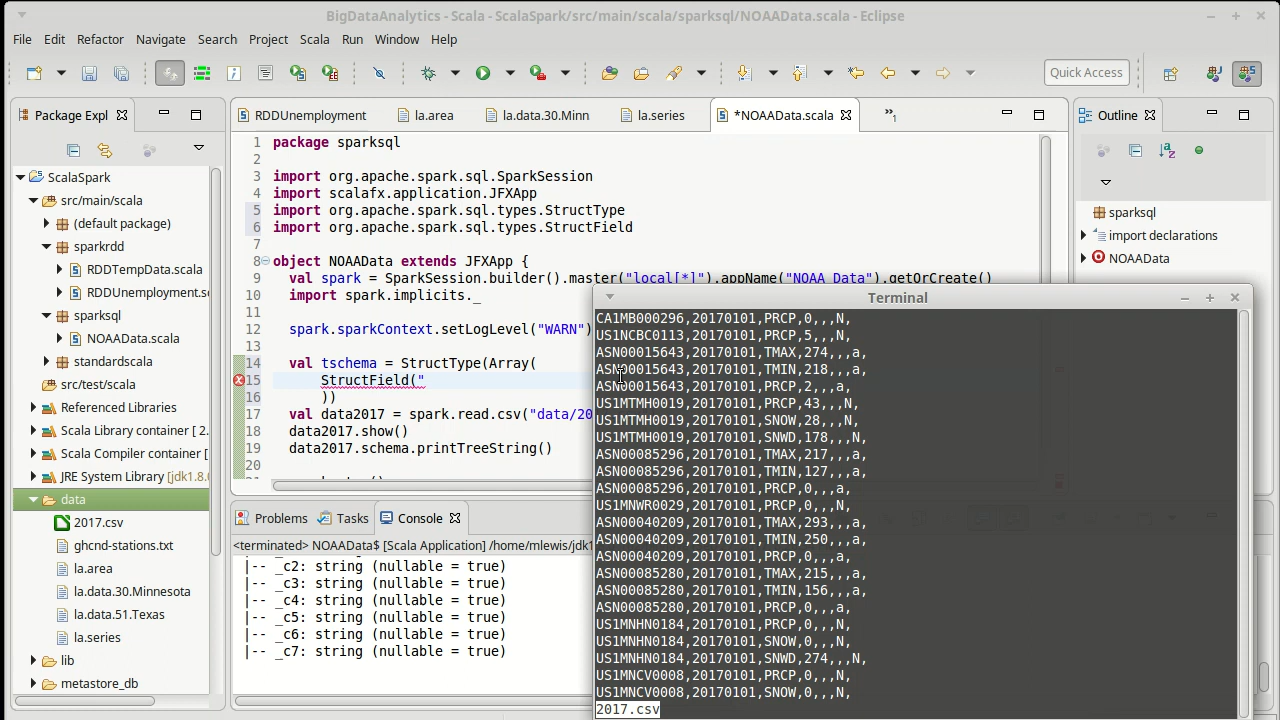 BigDataAnalytics - Scala - ScalaSpark/src/main/scala/sparksql/NOAAData.scala - Eclipse
File Edit Refactor Navigate Search Project Scala Run Window Help
Quick Access
Package Expl
ScalaSpark
src/main/scala
(default package)
sparkrdd
RDDTempData.scala
RDDUnemployment.sc
sparksql
NOAAData.scala
standardscala
src/test/scala
Referenced Libraries
Scala Library container [ 2.
Scala Compiler container [
JRE System Library [jdk1.8.0
data
2017.csv
ghcnd-stations.txt
la.area
la.data.30.Minnesota
la.data.51.Texas
la.series
lib
metastore_db
RDDUnemployment la.area la.data.30.Minn la.series *NOAAData.scala »1
1 package sparksql
2
3 import org.apache.spark.sql.SparkSession
4 import scalafx.application.JFXApp
5 import org.apache.spark.sql.types.StructType
6 import org.apache.spark.sql.types.StructField
7
8 object NOAAData extends JFXApp {
9 val spark = SparkSession.builder().master("local[*]").appName("NOAA Data").getOrCreate()
10 import spark.implicits._
11
12 spark.sparkContext.setLogLevel("WARN")
13
14 val tschema = StructType(Array(
15 StructField("
16 ))
17 val data2017 = spark.read.csv("data/20
18 data2017.show()
19 data2017.schema.printTreeString()
20
Outline
sparksql
import declarations
NOAAData
Problems Tasks Console
<terminated> NOAAData$ [Scala Application] /home/mlewis/jdk1
|-- _c2: string (nullable = true)
|-- _c3: string (nullable = true)
|-- _c4: string (nullable = true)
|-- _c5: string (nullable = true)
|-- _c6: string (nullable = true)
|-- _c7: string (nullable = true)
Terminal
CA1MB000296,20170101,PRCP,0,,,N,
US1NCBC0113,20170101,PRCP,5,,,N,
ASN00015643,20170101,TMAX,274,,,a,
ASN00015643,20170101,TMIN,218,,,a,
ASN00015643,20170101,PRCP,2,,,a,
US1MTMH0019,20170101,PRCP,43,,,N,
US1MTMH0019,20170101,SNOW,28,,,N,
US1MTMH0019,20170101,SNWD,178,,,N,
ASN00085296,20170101,TMAX,217,,,a,
ASN00085296,20170101,TMIN,127,,,a,
ASN00085296,20170101,PRCP,0,,,a,
US1MNWR0029,20170101,PRCP,0,,,N,
ASN00040209,20170101,TMAX,293,,,a,
ASN00040209,20170101,TMIN,250,,,a,
ASN00040209,20170101,PRCP,0,,,a,
ASN00085280,20170101,TMAX,215,,,a,
ASN00085280,20170101,TMIN,156,,,a,
ASN00085280,20170101,PRCP,0,,,a,
US1MNHN0184,20170101,PRCP,0,,,N,
US1MNHN0184,20170101,SNOW,0,,,N,
US1MNHN0184,20170101,SNWD,274,,,N,
US1MNCV0008,20170101,PRCP,0,,,N,
US1MNCV0008,20170101,SNOW,0,,,N,
2017.csv